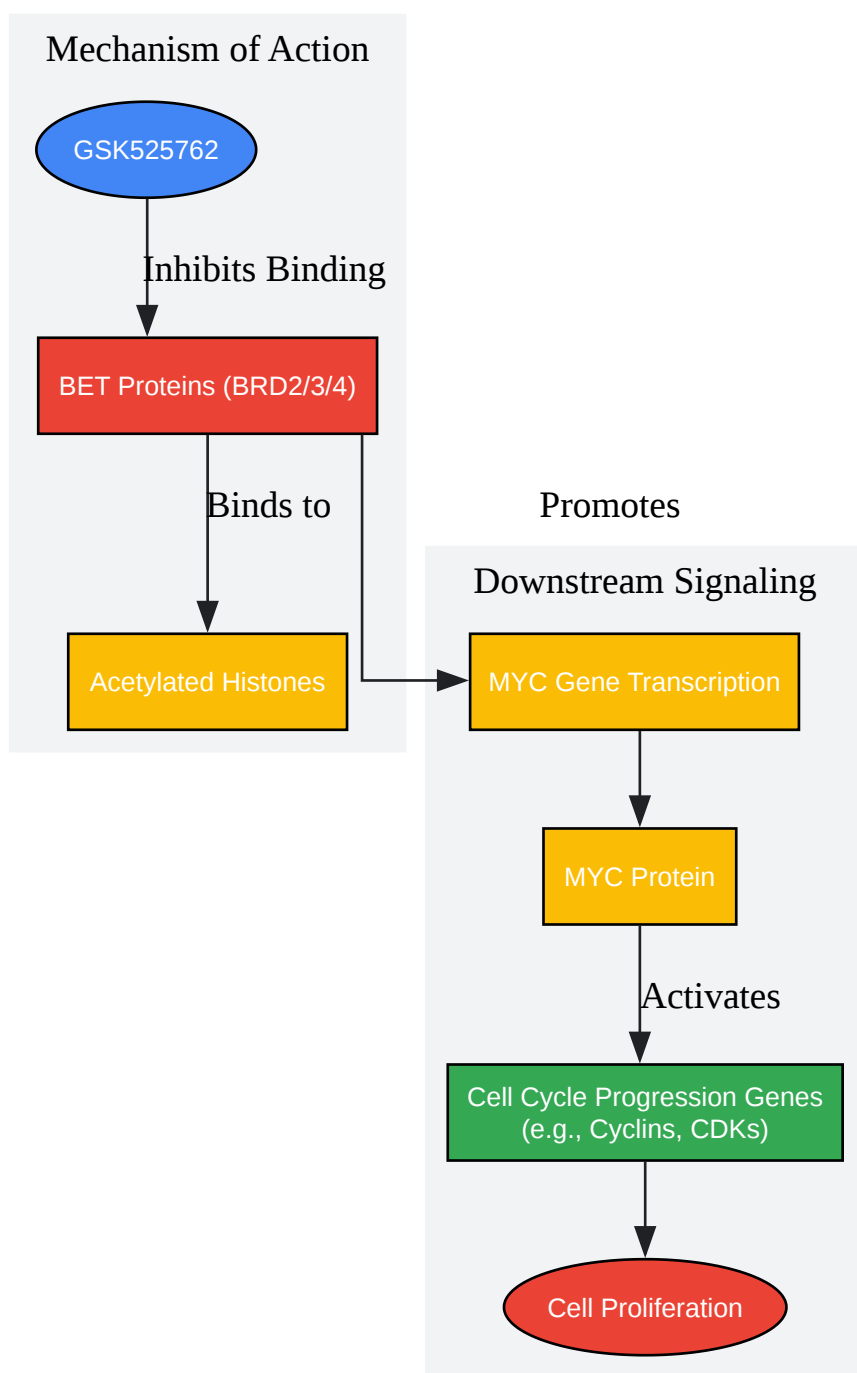 Mechanism of Action
GSK525762
Inhibits Binding
BET Proteins (BRD2/3/4)
Binds to
Promotes
Downstream Signaling
Acetylated Histones
MYC Gene Transcription
MYC Protein
Activates
Cell Cycle Progression Genes
(e.g., Cyclins, CDKs)
Cell Proliferation